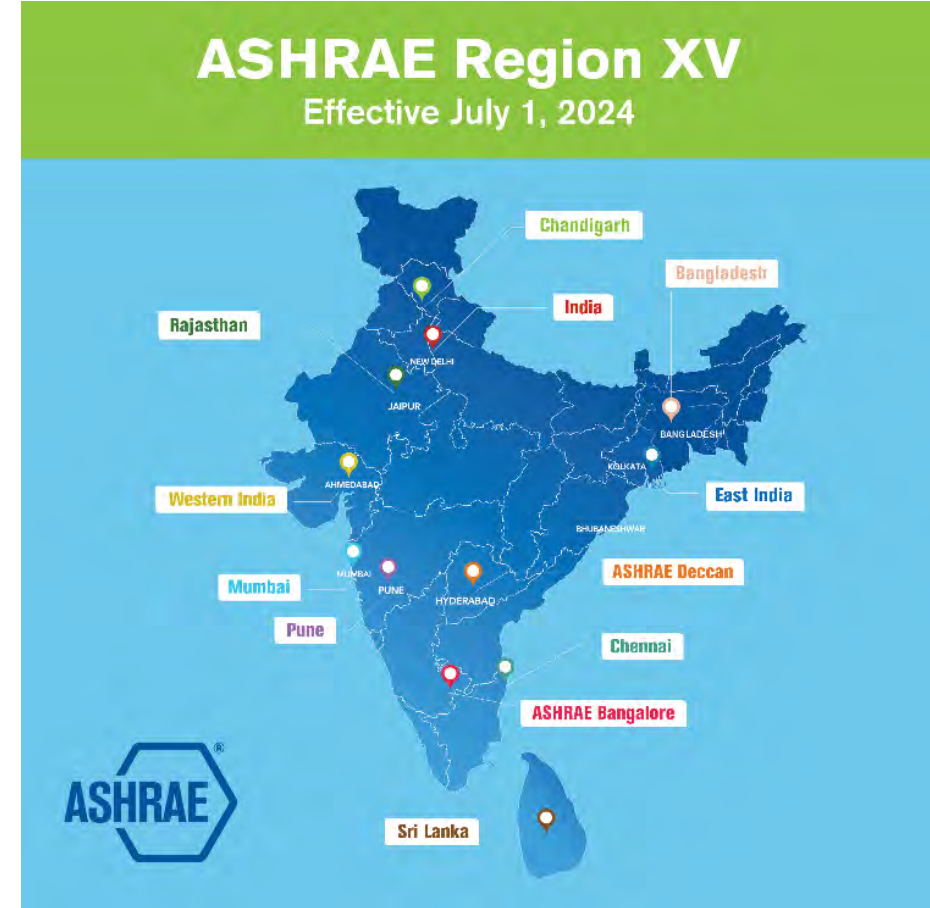 ASHRAE Region XV
Effective July 1, 2024
Chandigarh
Bangladesh
India
Rajasthan
NEW DELHI
JAIPUR
BANGLADESH
KOLKATA
AHMEDABAD
Western India
East India
BHUBANESHWAR
MUMBAI
ASHRAE Deccan
Mumbai
PUNE
HYDERABAD
Pune
Chennai
ASHRAE Bangalore
ASHRAE®
Sri Lanka